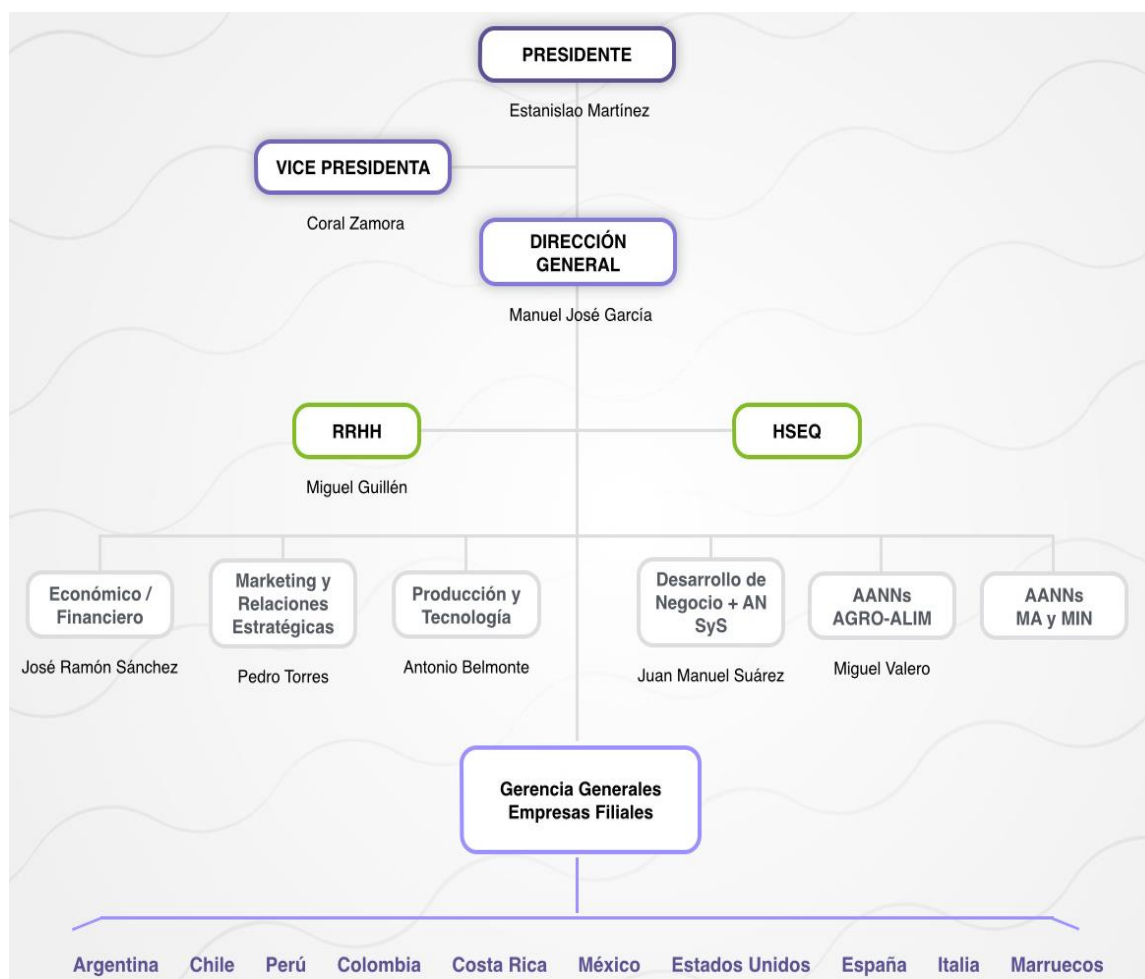 PRESIDENTE
Estanislao Martínez
VICE PRESIDENTA
Coral Zamora
DIRECCIÓN
GENERAL
Manuel José García
RRHH
Miguel Guillén
HSEQ
Económico /
Financiero
José Ramón Sánchez
Marketing y
Relaciones
Estratégicas
Pedro Torres
Producción y
Tecnología
Antonio Belmonte
Desarrollo de
Negocio + AN
SyS
Juan Manuel Suárez
AANNs
AGRO-ALIM
Miguel Valero
AANNs
MA y MIN
Gerencia Generales
Empresas Filiales
Argentina Chile Perú Colombia Costa Rica México Estados Unidos España Italia Marruecos